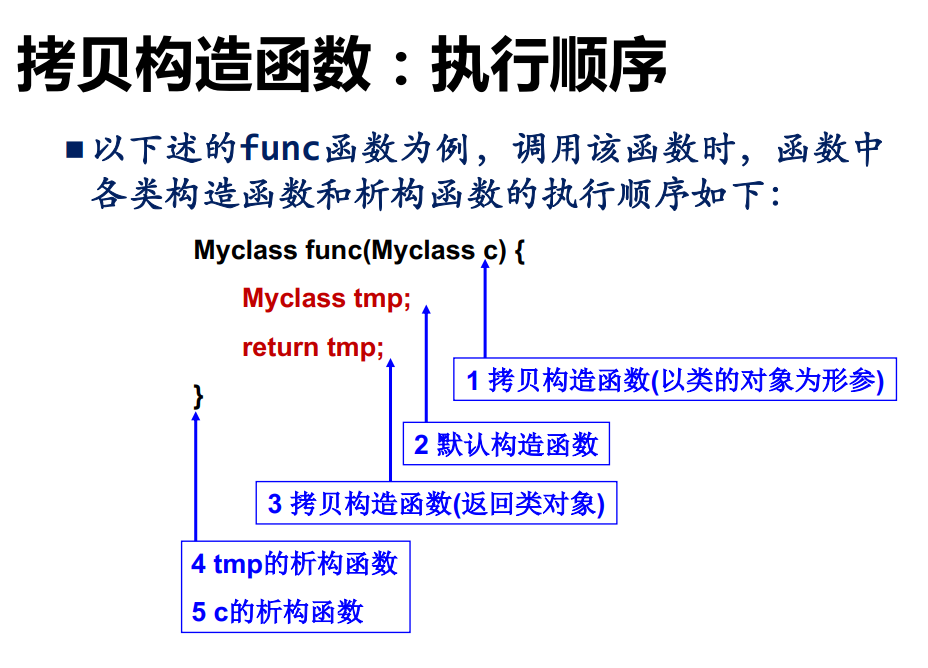 拷贝构造函数：执行顺序
以下述的func函数为例，调用该函数时，函数中
各类构造函数和析构函数的执行顺序如下：
Myclass func(Myclass c) {
Myclass tmp;
return tmp;
}
1 拷贝构造函数(以类的对象为形参)
2 默认构造函数
3 拷贝构造函数(返回类对象)
4 tmp的析构函数
5 c的析构函数